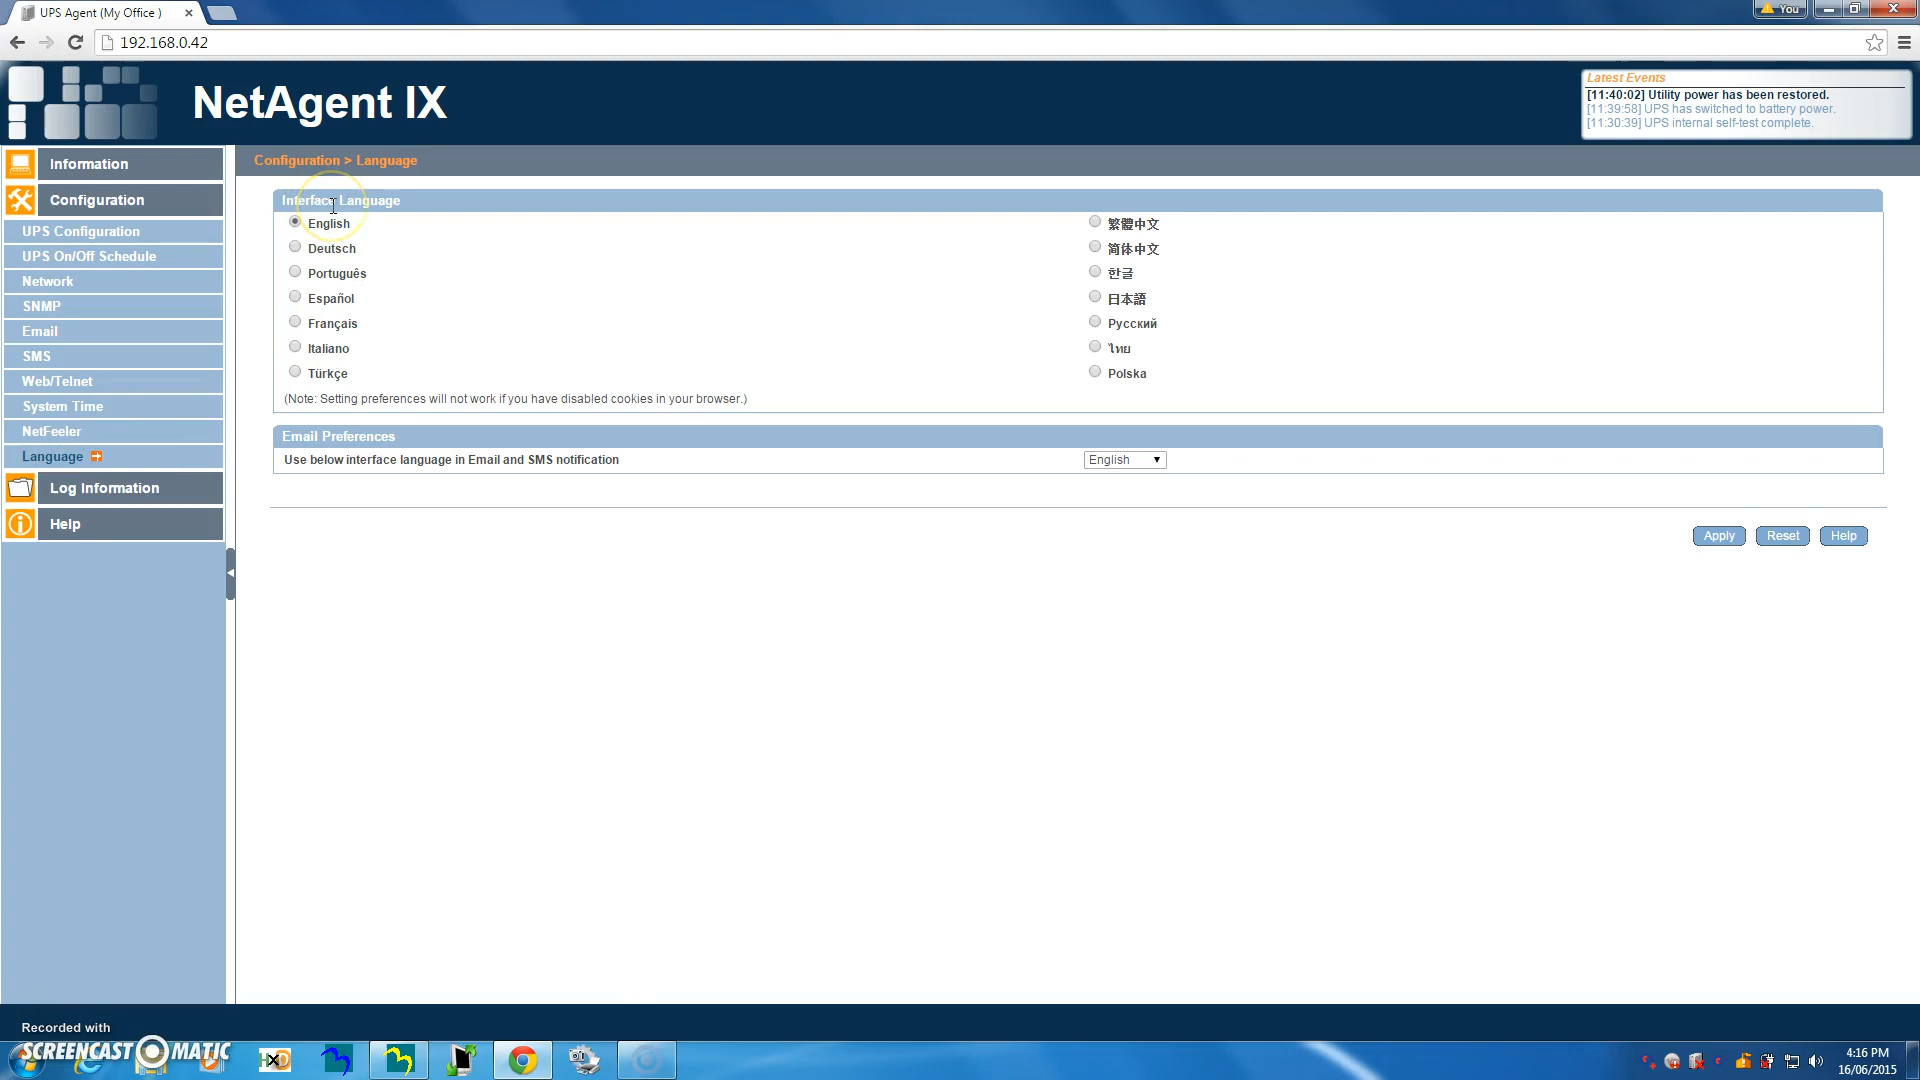 UPS Agent (My Office )
You
192.168.0.42
NetAgent IX
Latest Events
[11:40:02] Utility power has been restored.
[11:39:58] UPS has switched to battery power.
[11:30:39] UPS internal self-test complete.
Information
Configuration
UPS Configuration
UPS On/Off Schedule
Network
SNMP
Email
SMS
Web/Telnet
System Time
NetFeeler
Language
Log Information
Help
Configuration > Language
Interface Language
English
Deutsch
Português
Español
Français
Italiano
Türkçe
繁體中文
简体中文
한글
日本語
Русский
ไทย
Polska
(Note: Setting preferences will not work if you have disabled cookies in your browser.)
Email Preferences
Use below interface language in Email and SMS notification
English
Apply
Reset
Help
Recorded with
SCREENCAST MATIC
HxD
4:16 PM
16/06/2015